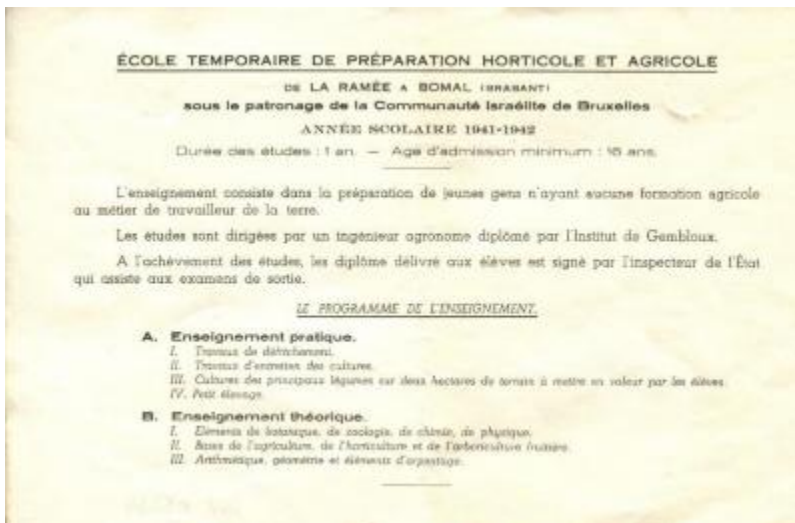 ÉCOLE TEMPORAIRE DE PRÉPARATION HORTICOLE ET AGRICOLE
DE LA RAMÉE A BOMAL (BRABANT)
sous le patronage de la Communauté Israélite de Bruxelles
ANNÉE SCOLAIRE 1941-1942
Durée des études : 1 an. — Age d'admission minimum : 16 ans.
L'enseignement consiste dans la préparation de jeunes gens n'ayant aucune formation agricole
au métier de travailleur de la terre.
Les études sont dirigées par un ingénieur agronome diplômé par l'Institut de Gembloux.
A l'achèvement des études, les diplôme délivré aux élèves est signé par l'inspecteur de l'État
qui assiste aux examens de sortie.
LE PROGRAMME DE L'ENSEIGNEMENT.
A. Enseignement pratique.
I. Travaux de défrichement.
II. Travaux d'entretien des cultures.
III. Cultures des principaux légumes sur deux hectares de terrain à mettre en valeur par les élèves.
IV. Petit élevage.
B. Enseignement théorique.
I. Éléments de botanique, de zoologie, de chimie, de physique.
II. Bases de l'agriculture, de l'horticulture et de l'arboriculture fruitière.
III. Arithmétique, géométrie et éléments d'arpentage.